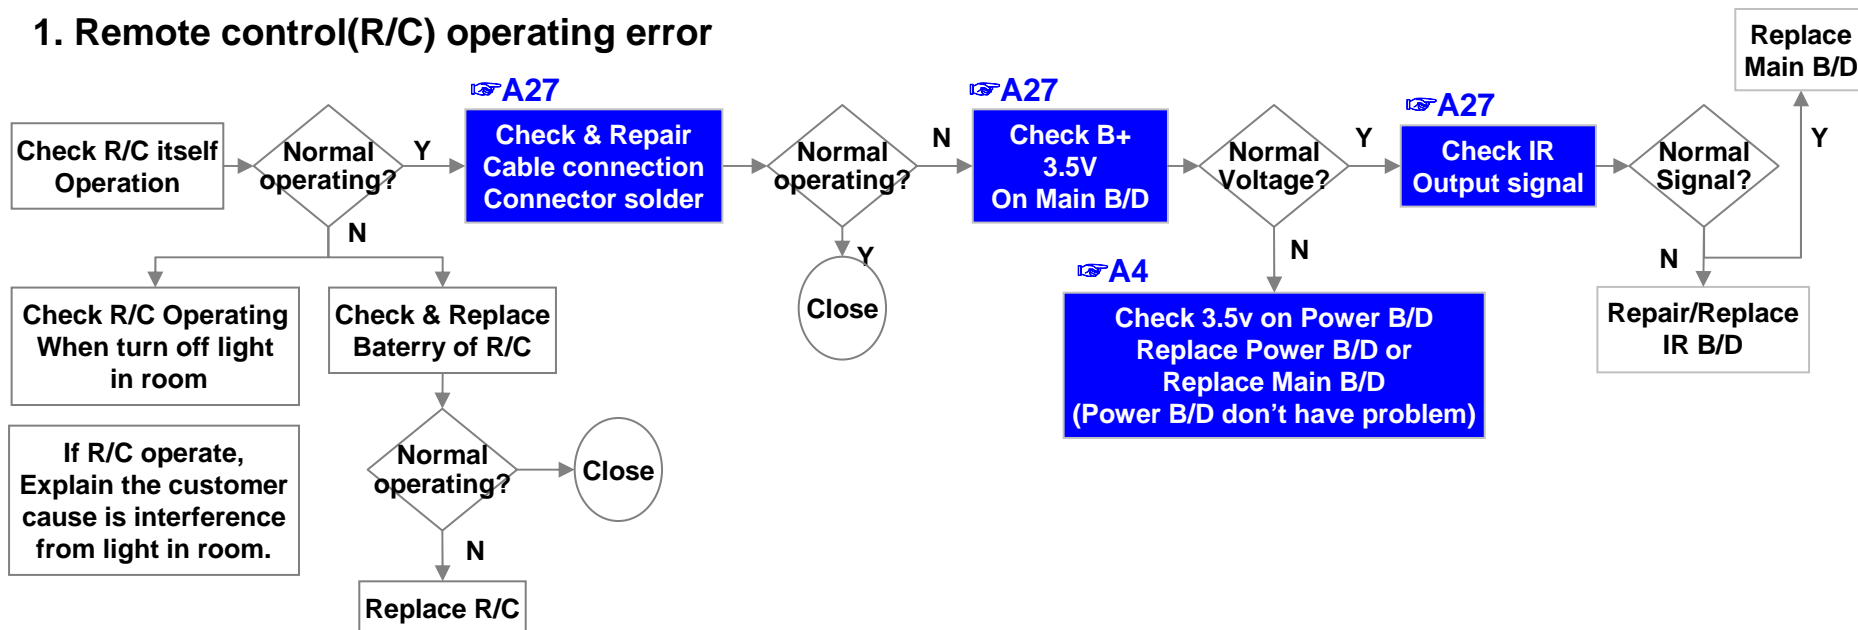 1. Remote control(R/C) operating error
Replace
Main B/D
☞A27
☞A27
☞A27
Check R/C itself
Operation
Normal
operating?
Y
Check & Repair
Cable connection
Connector solder
Normal
operating?
N
Check B+
3.5V
On Main B/D
Normal
Voltage?
Y
Check IR
Output signal
Normal
Signal?
Y
N
Y
N
N
☞A4
Check R/C Operating
When turn off light
in room
Check & Replace
Baterry of R/C
Close
Check 3.5v on Power B/D
Replace Power B/D or
Replace Main B/D
(Power B/D don’t have problem)
Repair/Replace
IR B/D
If R/C operate,
Explain the customer
cause is interference
from light in room.
Normal
operating?
Close
N
Replace R/C